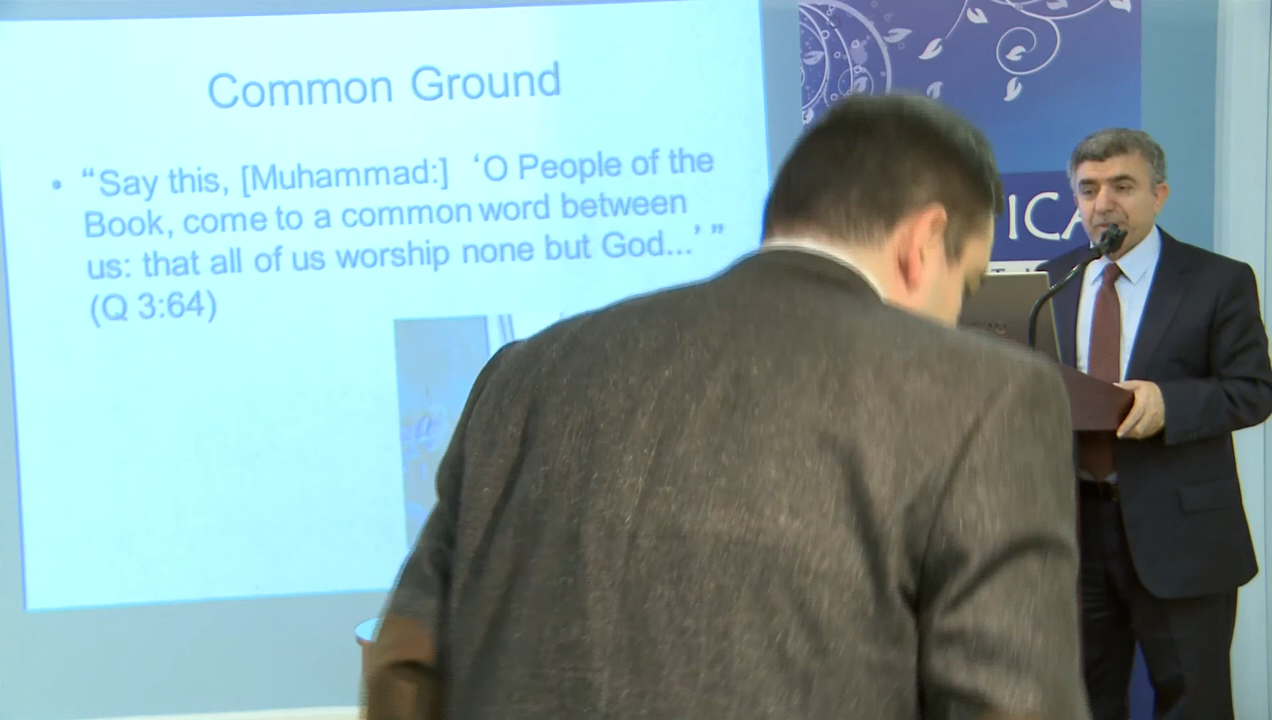 Common Ground
• “Say this, [Muhammad:] ‘O People of the
Book, come to a common word between
us: that all of us worship none but God...’ ”
(Q 3:64)
ICA